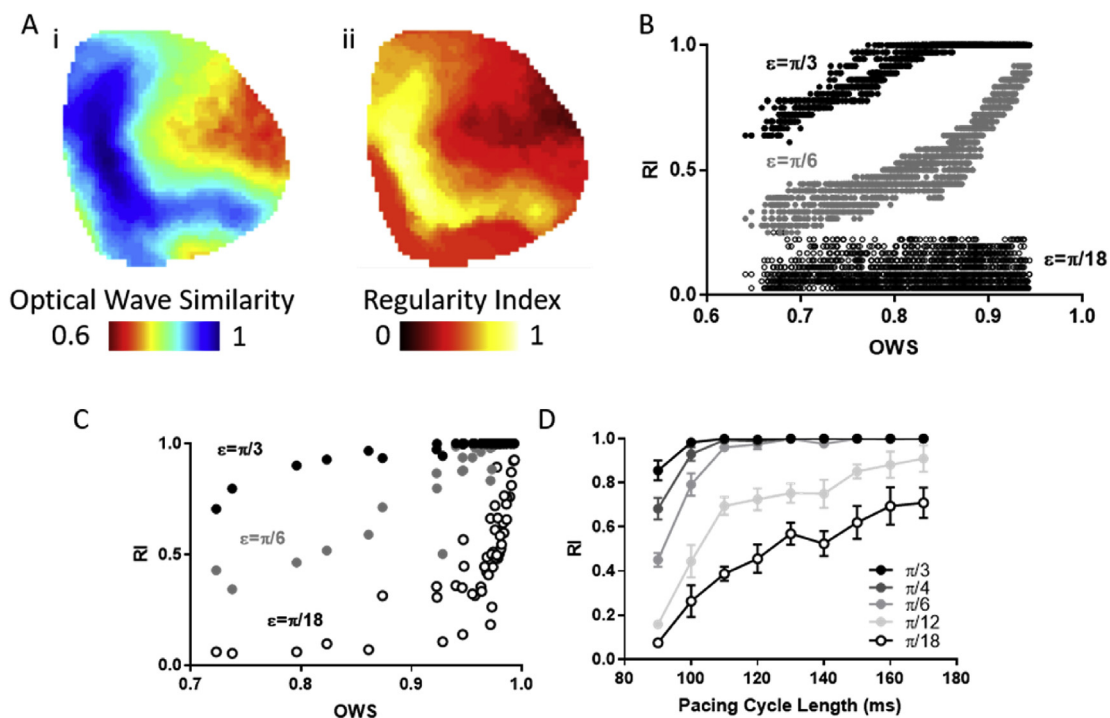 A
i
ii
Optical Wave Similarity
0.6
1
Regularity Index
0
1
B
RI
1.0
0.5
0.0
ε=π/3
ε=π/6
ε=π/18
0.6
0.7
0.8
0.9
1.0
OWS
C
RI
1.0
0.5
0.0
ε=π/3
ε=π/6
ε=π/18
0.7
0.8
0.9
1.0
OWS
D
RI
1.0
0.8
0.6
0.4
0.2
0.0
π/3
π/4
π/6
π/12
π/18
80
100
120
140
160
180
Pacing Cycle Length (ms)